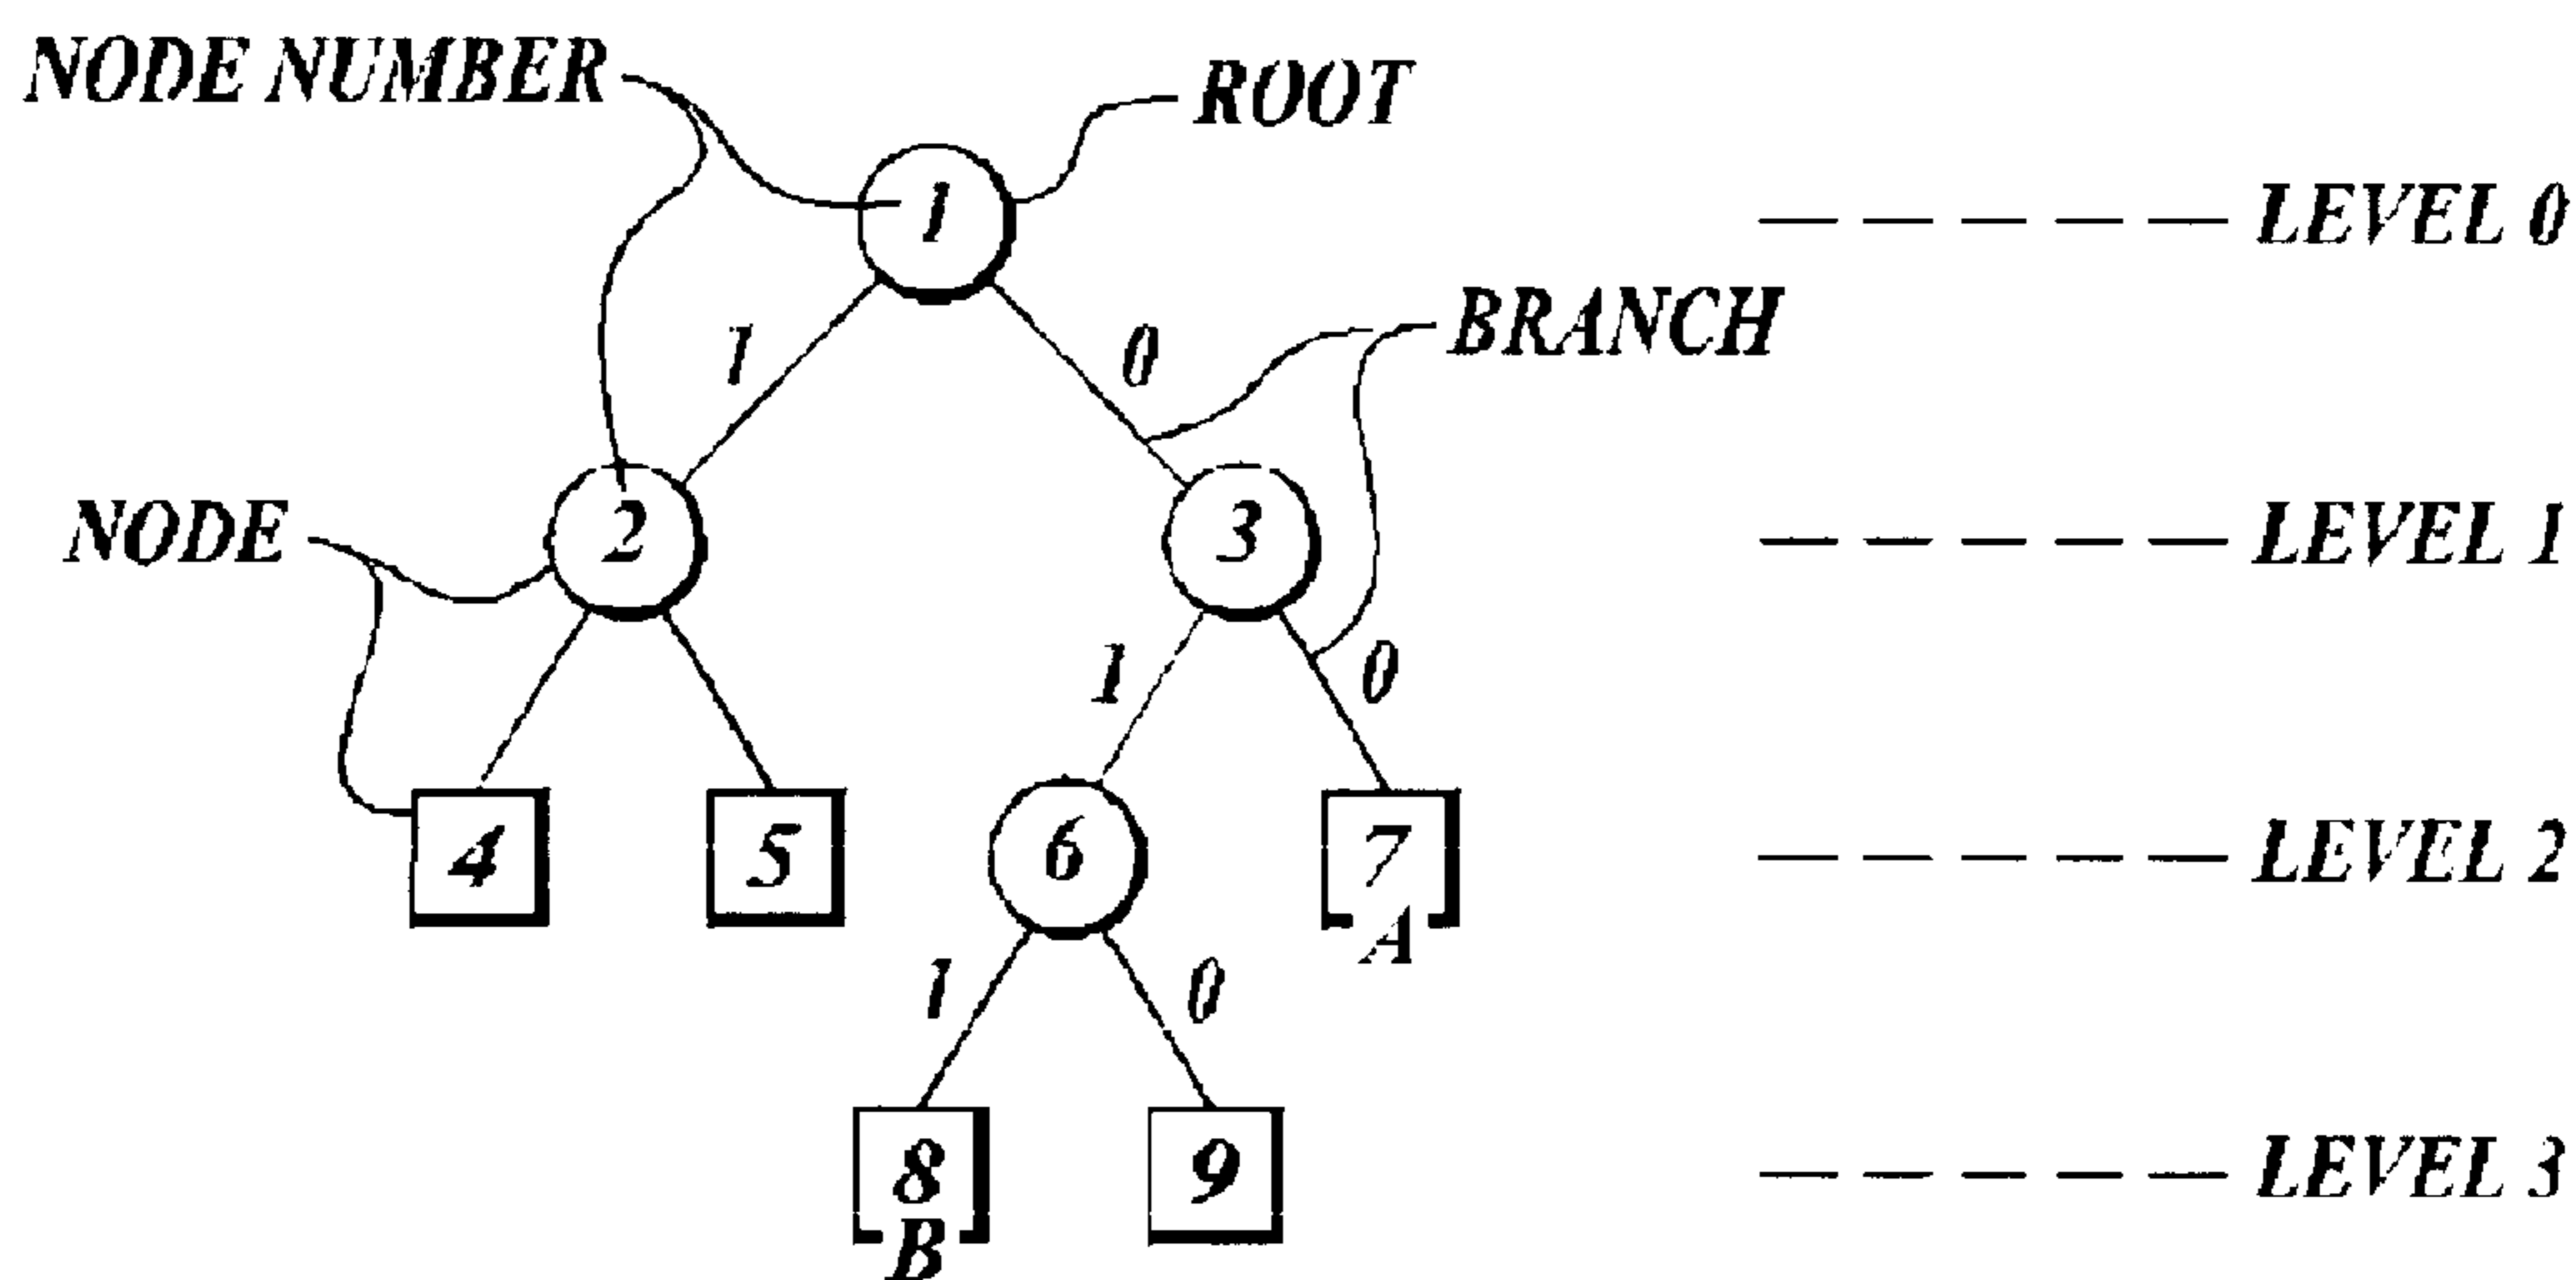 NODE NUMBER
ROOT
1
LEVEL 0
BRANCH
1
0
NODE
2
3
LEVEL 1
1
0
4
5
6
7
LEVEL 2
A
1
0
8
9
LEVEL 3
B